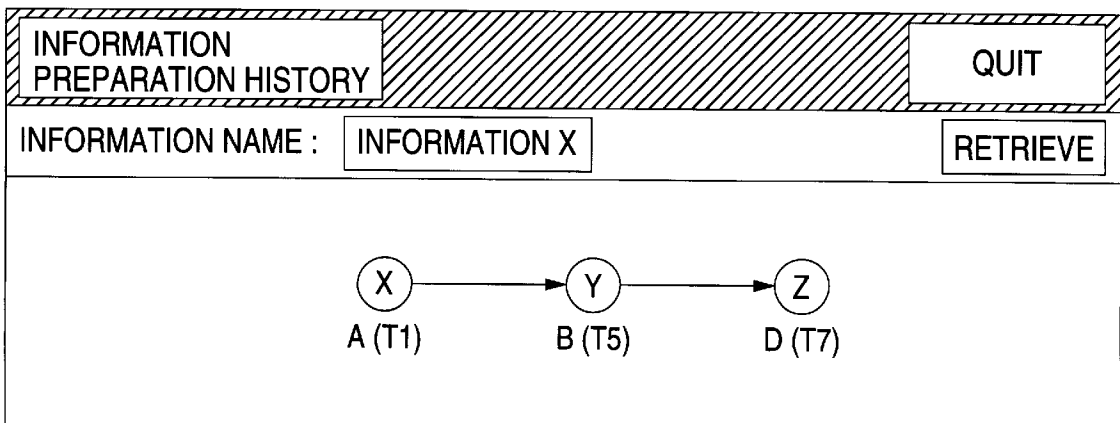 INFORMATION
PREPARATION HISTORY
QUIT
INFORMATION NAME : INFORMATION X RETRIEVE
X Y Z
A (T1) B (T5) D (T7)